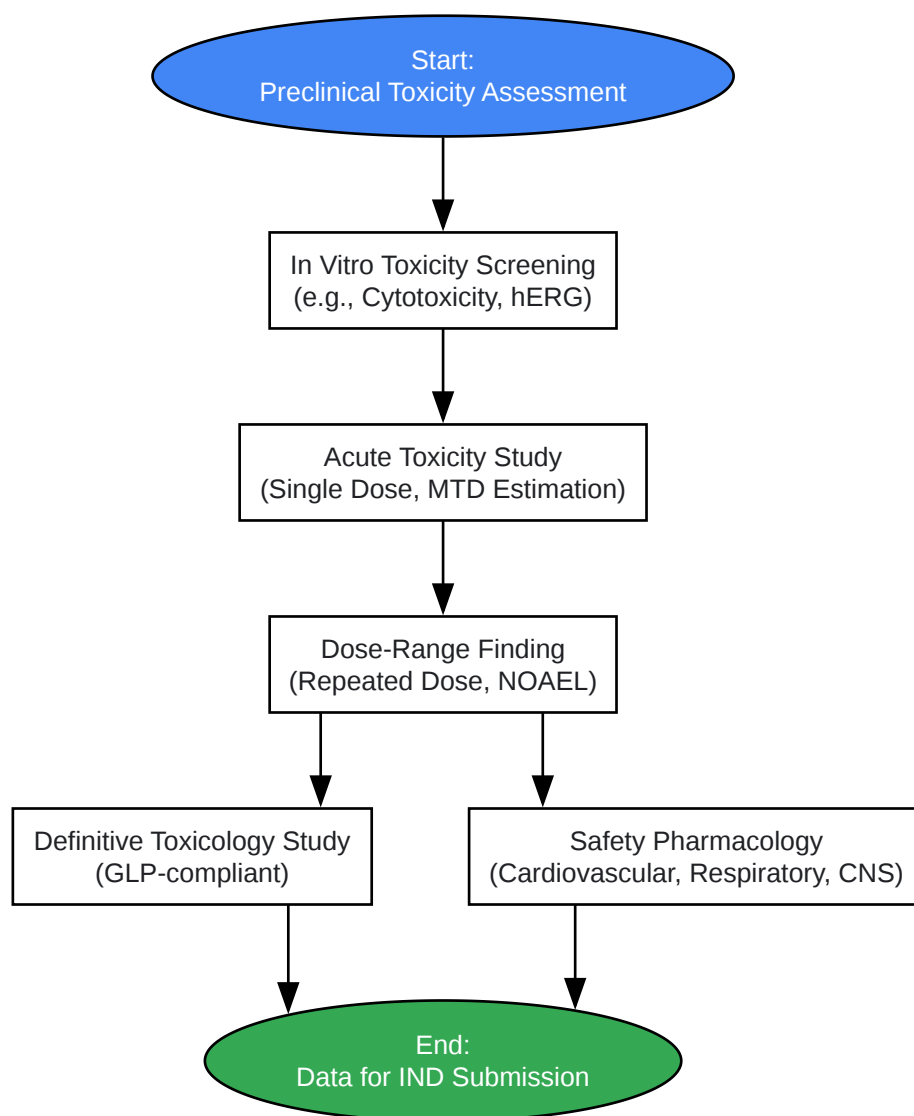 Start:
Preclinical Toxicity Assessment
In Vitro Toxicity Screening
(e.g., Cytotoxicity, hERG)
Acute Toxicity Study
(Single Dose, MTD Estimation)
Dose-Range Finding
(Repeated Dose, NOAEL)
Definitive Toxicology Study
(GLP-compliant)
Safety Pharmacology
(Cardiovascular, Respiratory, CNS)
End:
Data for IND Submission